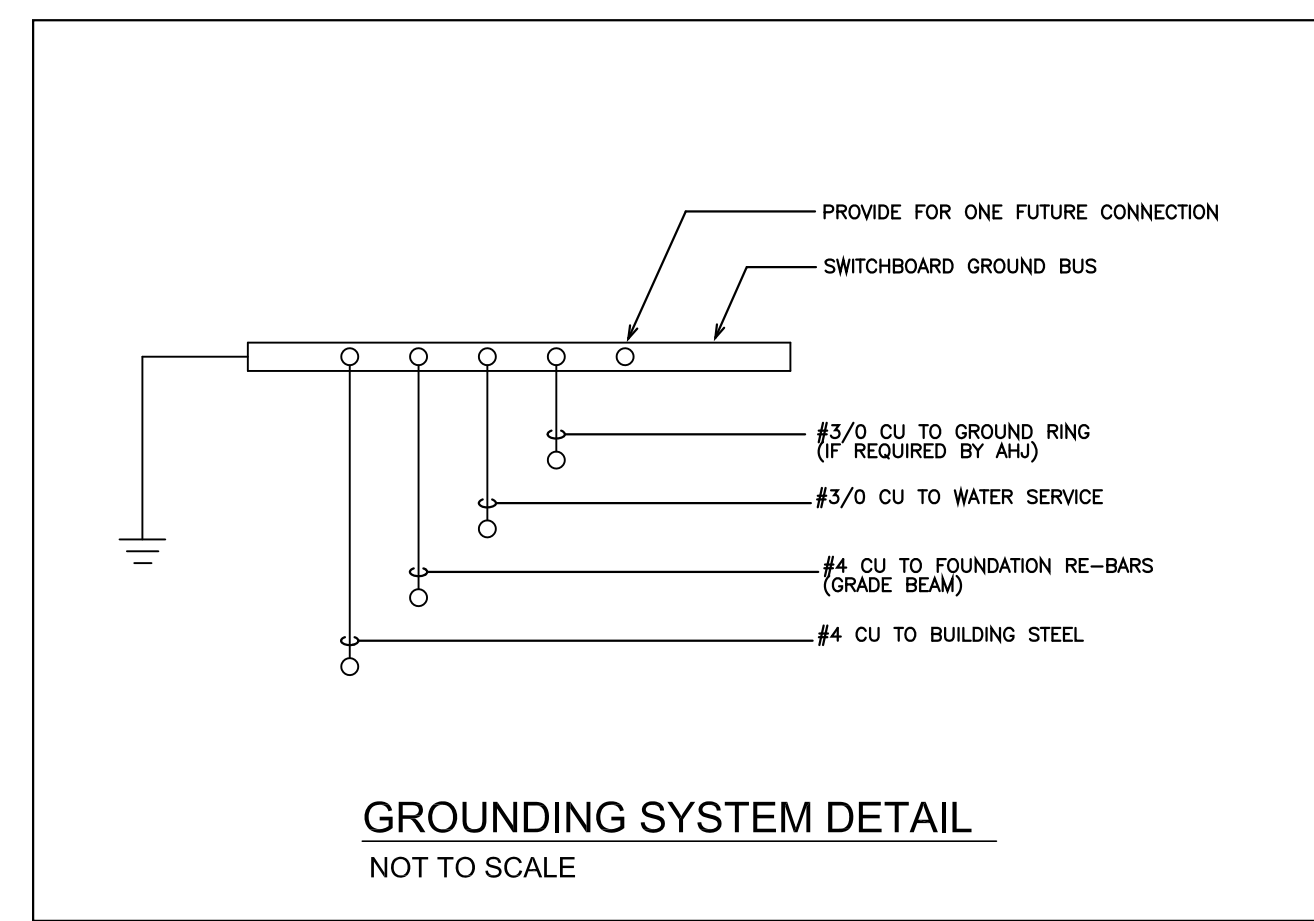 PROVIDE FOR ONE FUTURE CONNECTION
SWITCHBOARD GROUND BUS
#3/0 CU TO GROUND RING
(IF REQUIRED BY AHJ)
#3/0 CU TO WATER SERVICE
#4 CU TO FOUNDATION RE-BARS
(GRADE BEAM)
#4 CU TO BUILDING STEEL
GROUNDING SYSTEM DETAIL
NOT TO SCALE